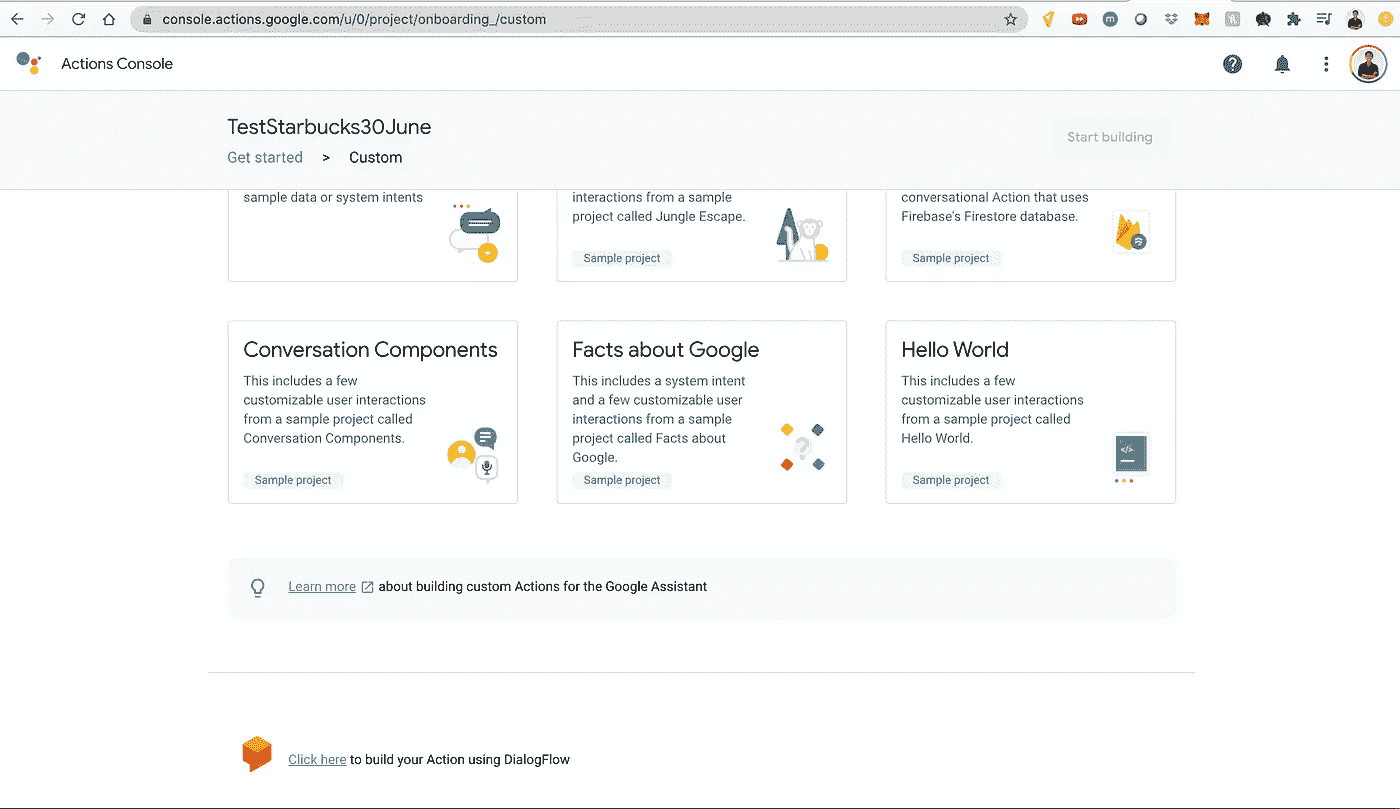 console.actions.google.com/u/0/project/onboarding_/custom
Actions Console
TestStarbucks30June
Get started > Custom
Start building
sample data or system intents
interactions from a sample
project called Jungle Escape.
Sample project
conversational Action that uses
Firebase's Firestore database.
Sample project
Conversation Components
This includes a few
customizable user interactions
from a sample project called
Conversation Components.
Sample project
Facts about Google
This includes a system intent
and a few customizable user
interactions from a sample
project called Facts about
Google.
Sample project
Hello World
This includes a few
customizable user interactions
from a sample project called
Hello World.
Sample project
Learn more about building custom Actions for the Google Assistant
Click here to build your Action using DialogFlow